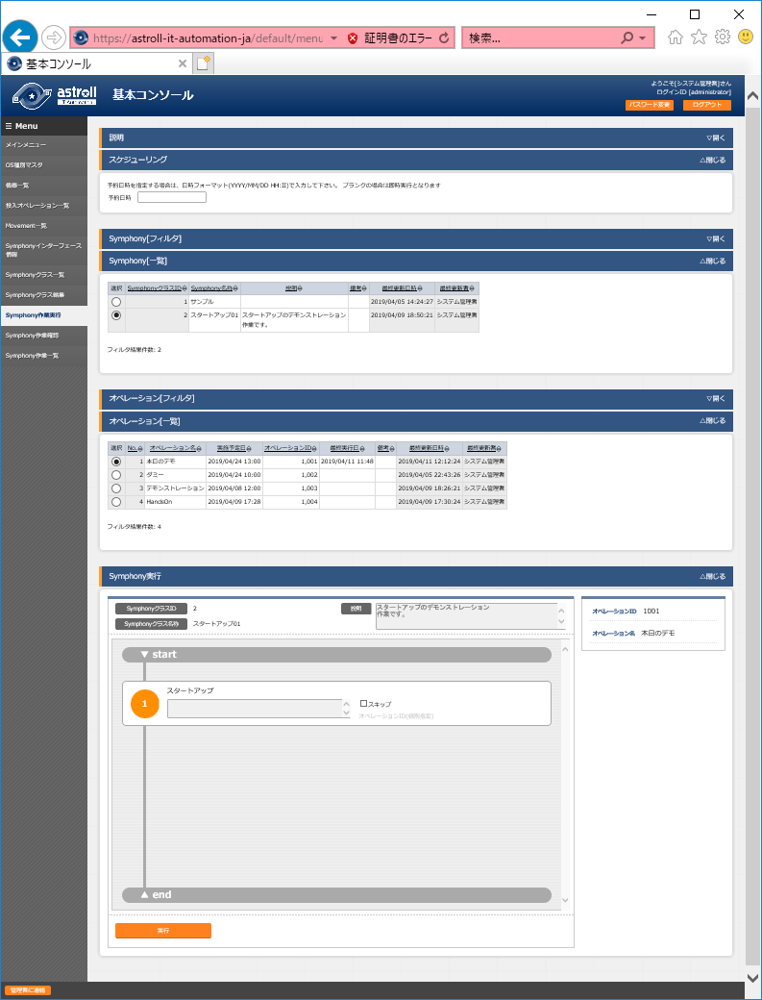 https://astroll-it-automation-ja/default/menu
証明書のエラー
検索...
基本コンソール
astroll
基本コンソール
ようこそ[システム管理者]さん
ログインID [administrator]
パスワード変更
ログアウト
☰ Menu
メインメニュー
OS種別マスタ
機器一覧
投入オペレーション一覧
Movement一覧
Symphonyインターフェース
情報
Symphonyクラス一覧
Symphonyクラス編集
Symphony作業実行
Symphony作業確認
Symphony作業一覧
説明
▽開く
スケジューリング
△閉じる
予約日時を指定する場合は、日時フォーマット(YYYY/MM/DD HH:II)で入力して下さい。 ブランクの場合は即時実行となります
予約日時
Symphony[フィルタ]
▽開く
Symphony[一覧]
△閉じる
選択 SymphonyクラスID Symphony名称 説明 備考 最終更新日時 最終更新者
1 サンプル 2019/04/05 14:24:27 システム管理者
2 スタートアップ01 スタートアップのデモンストレーション 2019/04/09 18:50:21 システム管理者
作業です。
フィルタ結果件数: 2
オペレーション[フィルタ]
▽開く
オペレーション[一覧]
△閉じる
選択 No. オペレーション名 実施予定日 オペレーションID 最終実行日 備考 最終更新日時 最終更新者
1 本日のデモ 2019/04/24 13:00 1,001 2019/04/11 11:48 2019/04/11 12:12:24 システム管理者
2 ダミー 2019/04/24 10:00 1,002 2019/04/05 22:43:26 システム管理者
3 デモンストレーション 2019/04/08 12:00 1,003 2019/04/09 18:26:21 システム管理者
4 HandsOn 2019/04/09 17:28 1,004 2019/04/09 17:30:24 システム管理者
フィルタ結果件数: 4
Symphony実行
△閉じる
SymphonyクラスID 2
説明
スタートアップのデモンストレーション
作業です。
Symphonyクラス名称 スタートアップ01
オペレーションID 1001
オペレーション名 本日のデモ
▼ start
1
スタートアップ
スキップ
オペレーションID(個別指定)
▲ end
実行
管理者に連絡